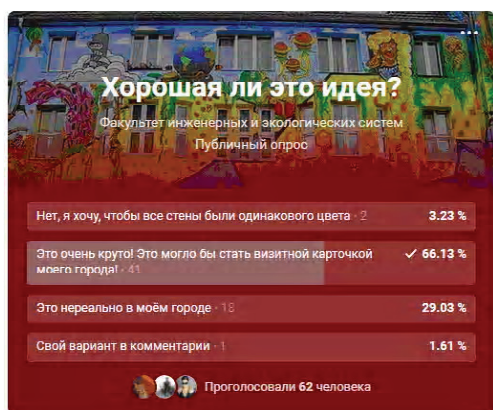 Хорошая ли это идея?
Факультет инженерных и экологических систем
Публичный опрос
Нет, я хочу, чтобы все стены были одинакового цвета · 2 3.23 %
Это очень круто! Это могло бы стать визитной карточкой
моего города! · 41 66.13 %
Это нереально в моём городе · 18 29.03 %
Свой вариант в комментарии · 1 1.61 %
Проголосовали 62 человека